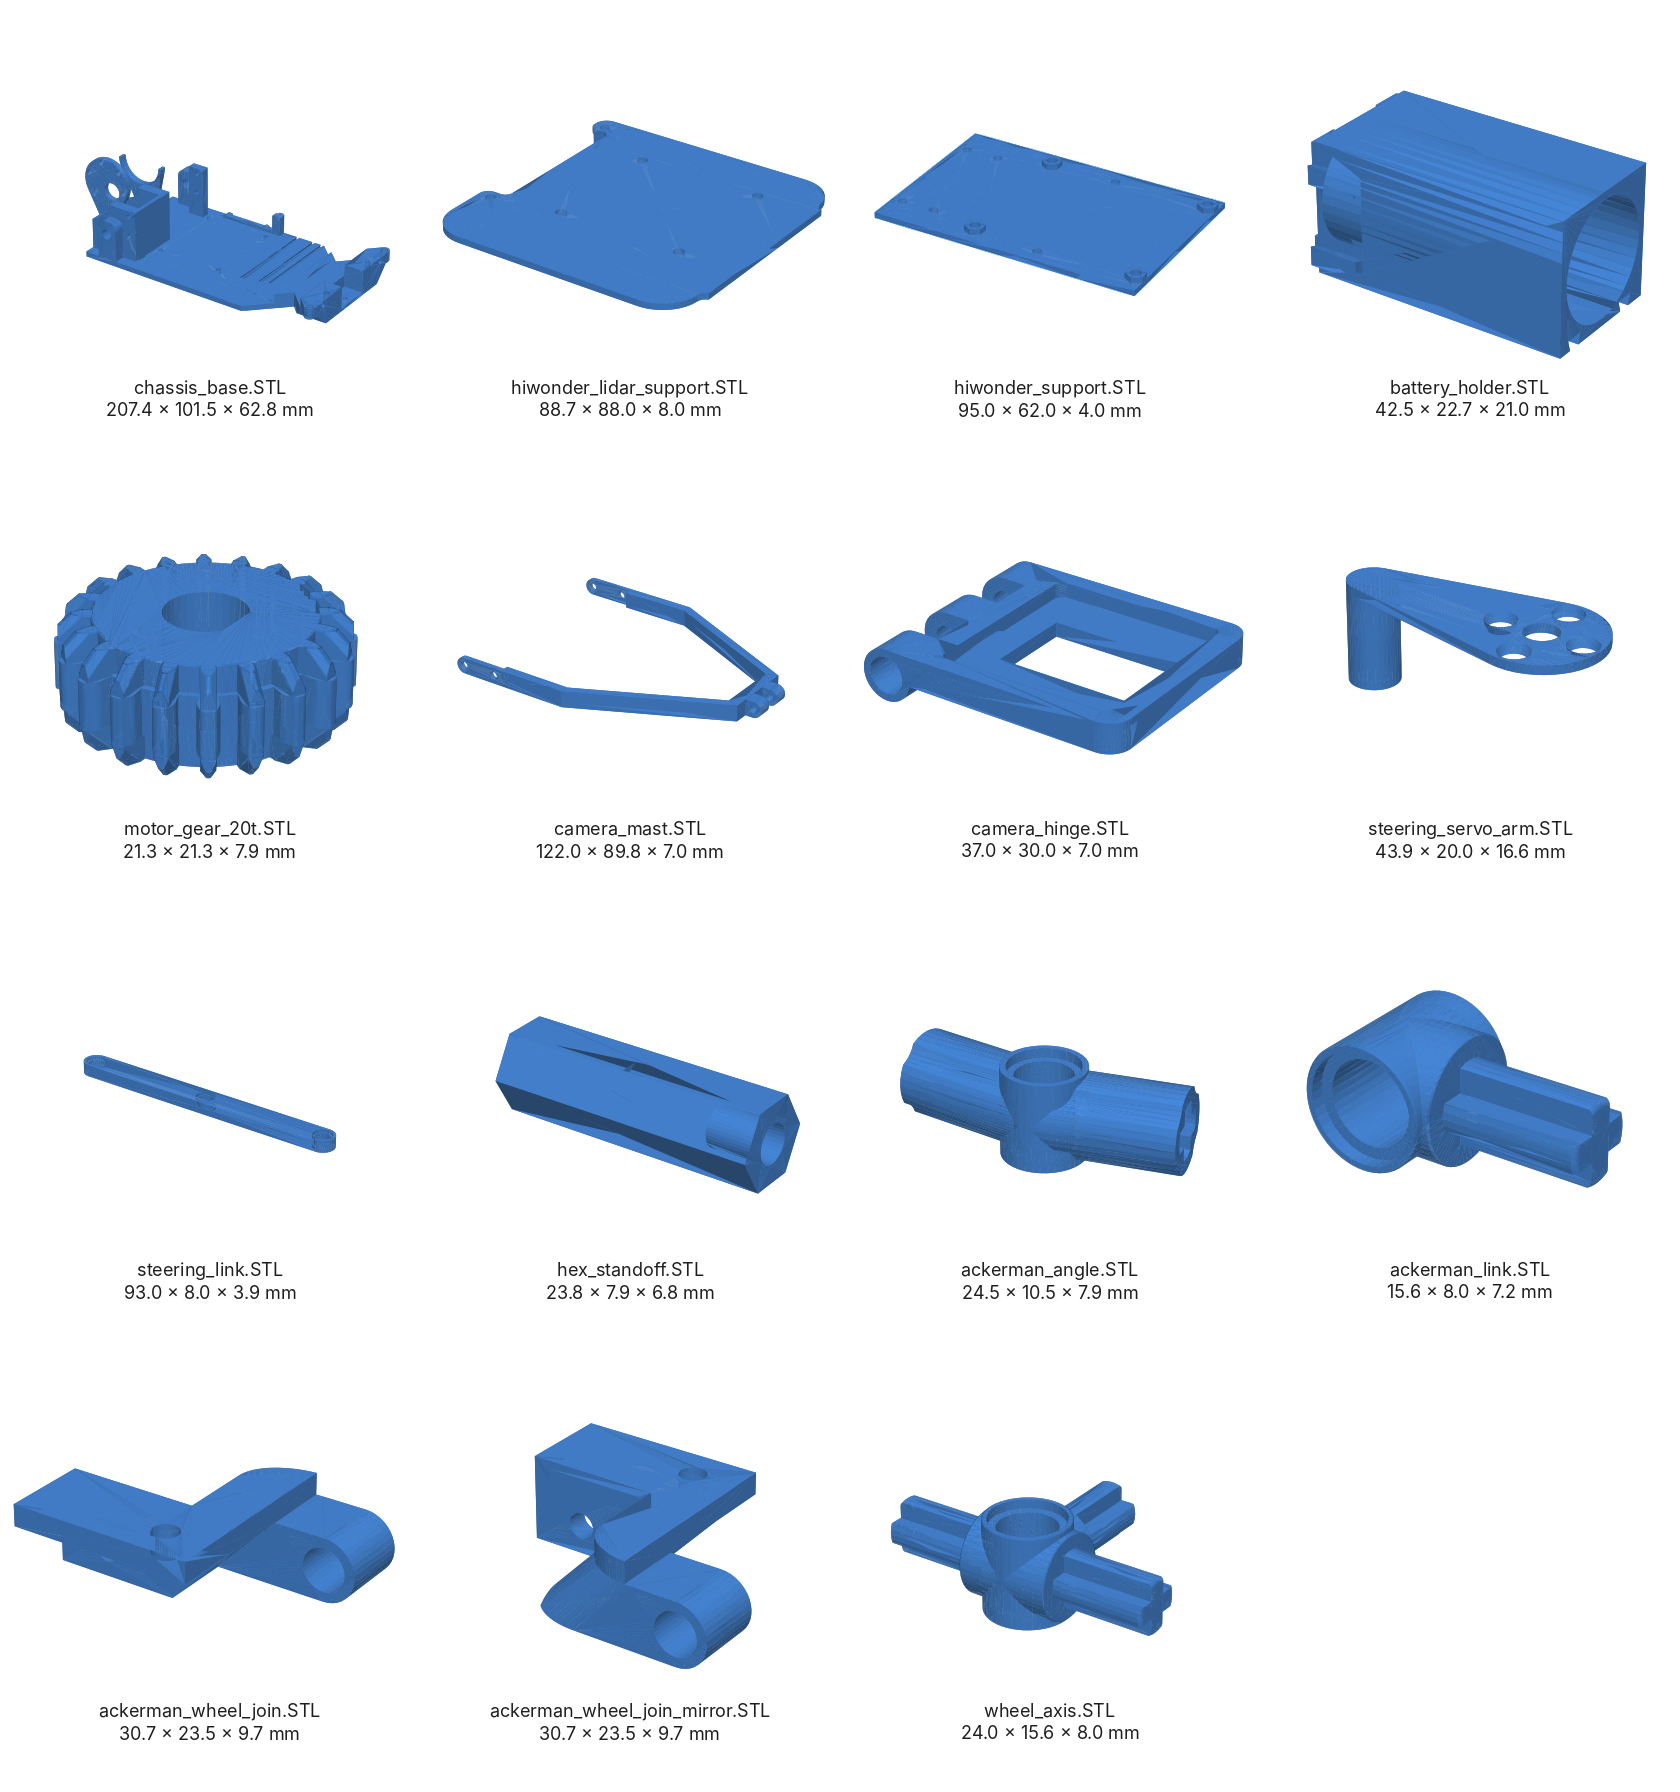 chassis_base.STL
207.4 × 101.5 × 62.8 mm
hiwonder_lidar_support.STL
88.7 × 88.0 × 8.0 mm
hiwonder_support.STL
95.0 × 62.0 × 4.0 mm
battery_holder.STL
42.5 × 22.7 × 21.0 mm
motor_gear_20t.STL
21.3 × 21.3 × 7.9 mm
camera_mast.STL
122.0 × 89.8 × 7.0 mm
camera_hinge.STL
37.0 × 30.0 × 7.0 mm
steering_servo_arm.STL
43.9 × 20.0 × 16.6 mm
steering_link.STL
93.0 × 8.0 × 3.9 mm
hex_standoff.STL
23.8 × 7.9 × 6.8 mm
ackerman_angle.STL
24.5 × 10.5 × 7.9 mm
ackerman_link.STL
15.6 × 8.0 × 7.2 mm
ackerman_wheel_join.STL
30.7 × 23.5 × 9.7 mm
ackerman_wheel_join_mirror.STL
30.7 × 23.5 × 9.7 mm
wheel_axis.STL
24.0 × 15.6 × 8.0 mm